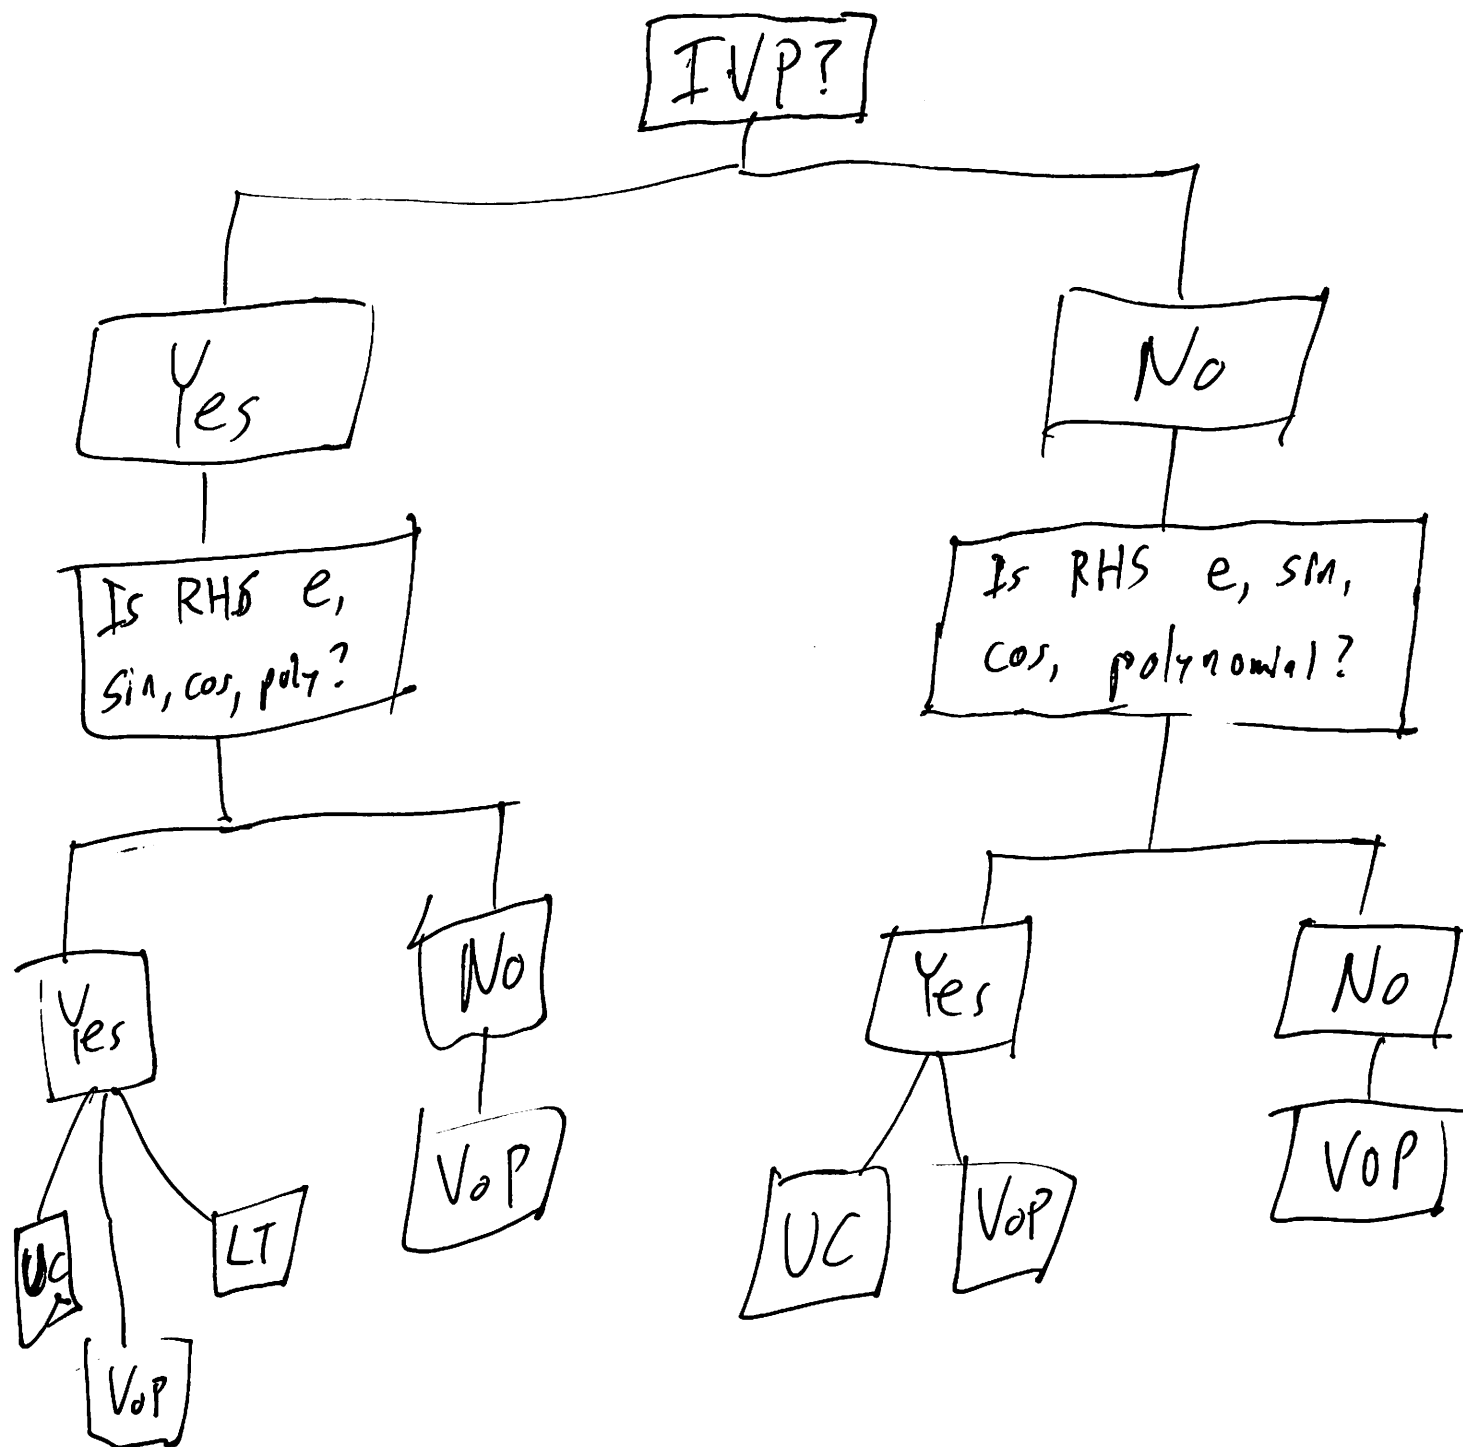 IVP?
Yes
No
Is RHS e,
sin, cos, poly?
Is RHS e, sin,
cos, polynomial?
Yes
No
Yes
No
UC
VoP
LT
VoP
UC
VoP
VOP